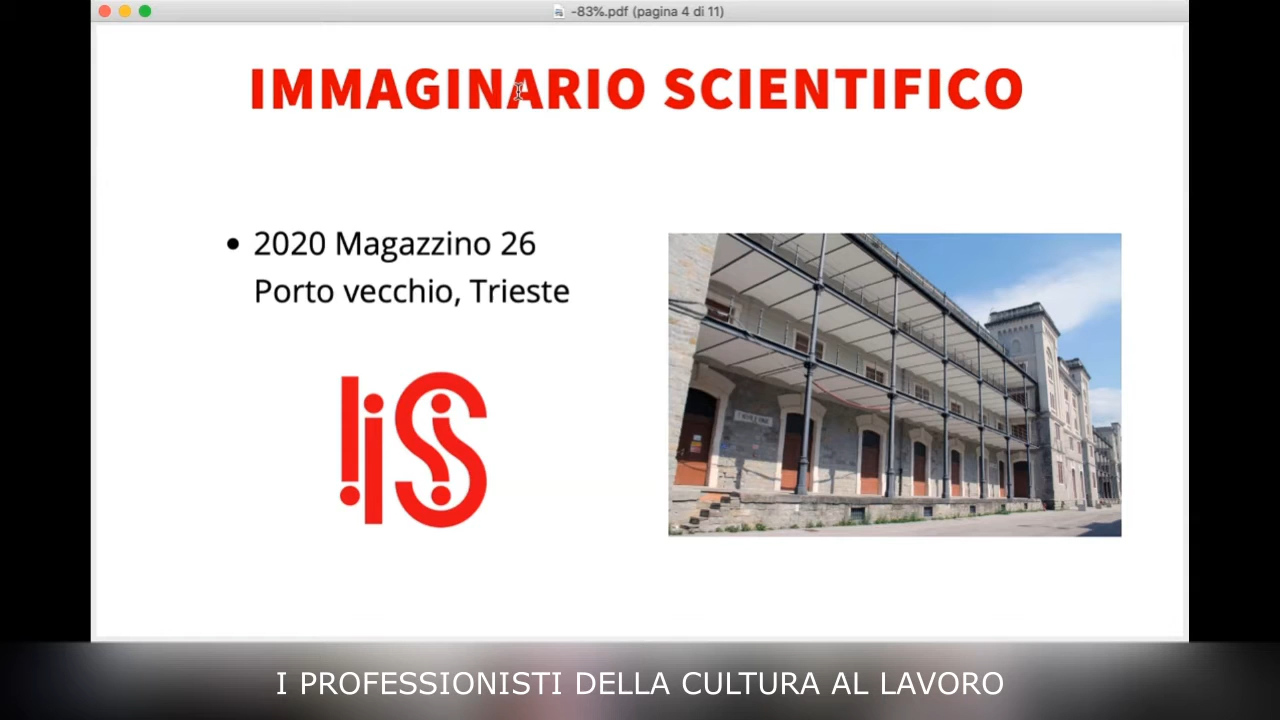 -83%.pdf (pagina 4 di 11)
IMMAGINARIO SCIENTIFICO
• 2020 Magazzino 26
Porto vecchio, Trieste
I PROFESSIONISTI DELLA CULTURA AL LAVORO